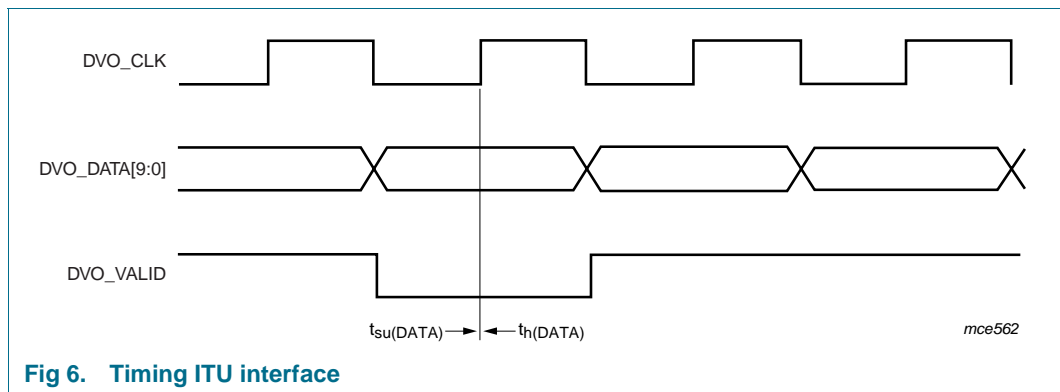 DVO_CLK
DVO_DATA[9:0]
DVO_VALID
tsu(DATA) th(DATA)
mce562
Fig 6. Timing ITU interface